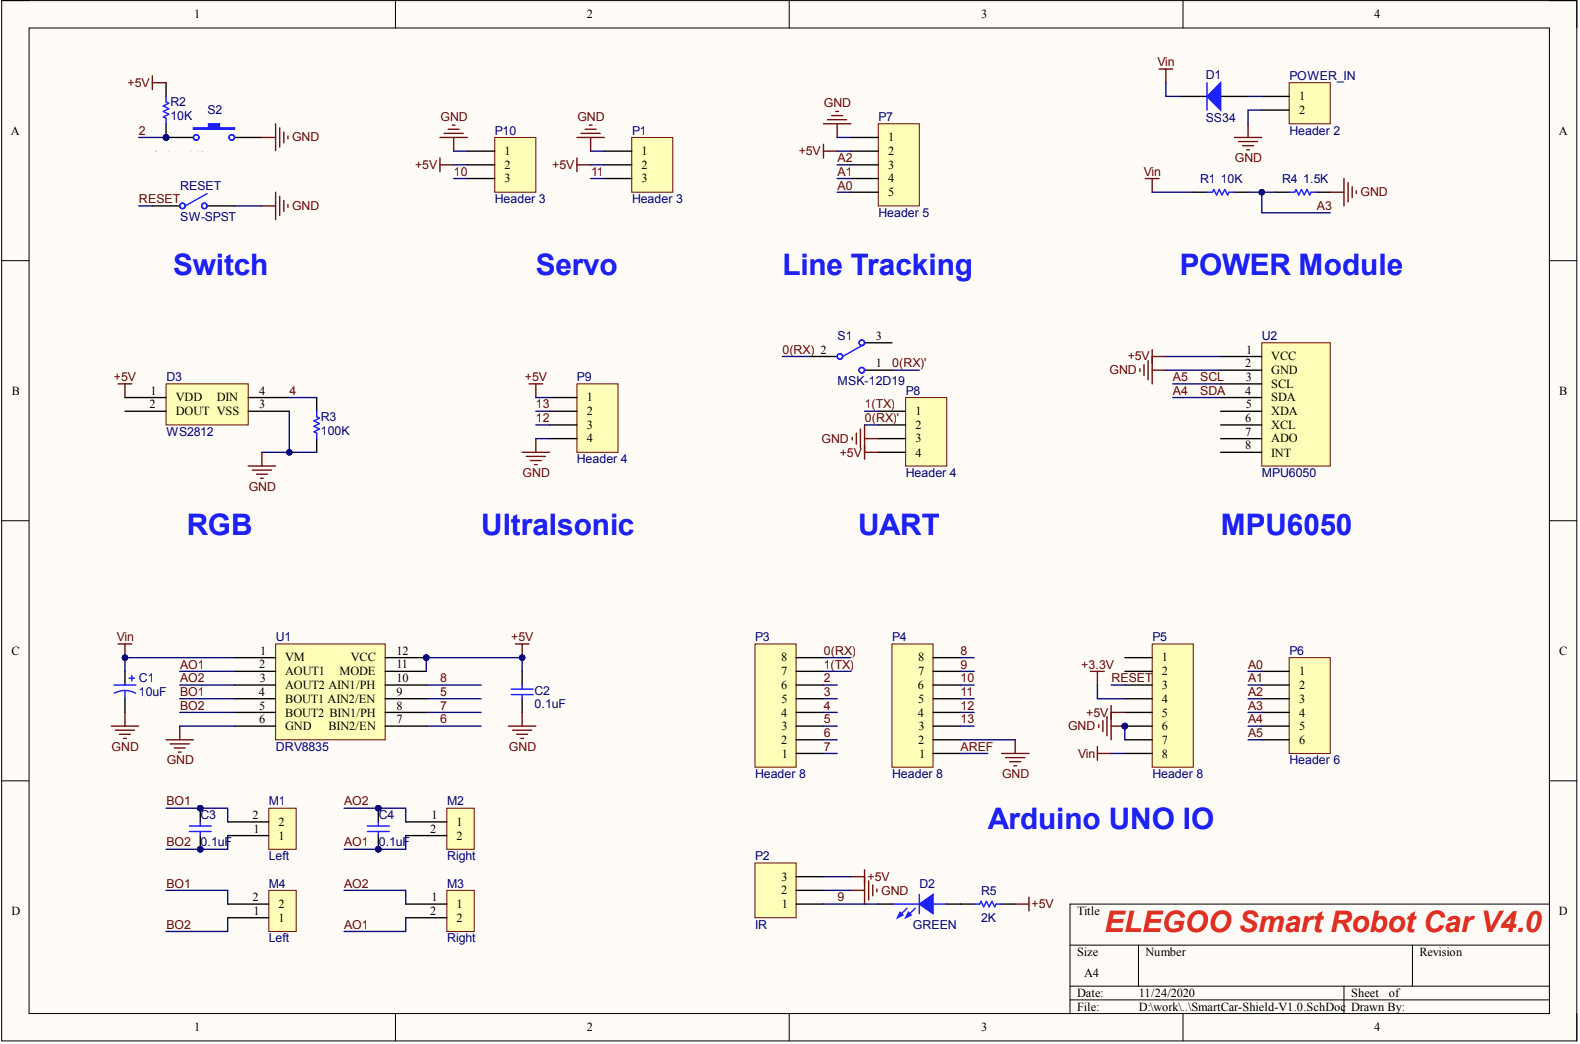 1 2 3 4
A A
+5V
R2
10K
S2
2
GND
RESET
RESET
SW-SPST
GND
Switch
GND
P10
+5V
10
1
2
3
Header 3
GND
P1
+5V
11
1
2
3
Header 3
Servo
GND
P7
+5V
A2
A1
A0
1
2
3
4
5
Header 5
Line Tracking
Vin
D1
SS34
POWER_IN
1
2
Header 2
GND
Vin
R1 10K
R4 1.5K
GND
A3
POWER Module
B B
+5V
D3
1 VDD DIN 4 4
2 DOUT VSS 3
WS2812
R3
100K
GND
RGB
+5V
P9
1
13 2
12 3
4
Header 4
GND
Ultralsonic
S1 3
0(RX) 2
1 0(RX)'
MSK-12D19
P8
1(TX) 1
0(RX)' 2
GND 3
+5V 4
Header 4
UART
U2
+5V 1 VCC
GND 2 GND
A5 SCL 3 SCL
A4 SDA 4 SDA
5 XDA
6 XCL
7 ADO
8 INT
MPU6050
MPU6050
C C
Vin
U1
+5V
1 VM VCC 12
AO1 2 AOUT1 MODE 11
AO2 3 AOUT2 AIN1/PH 10 8
BO1 4 BOUT1 AIN2/EN 9 5
BO2 5 BOUT2 BIN1/PH 8 7
6 GND BIN2/EN 7 6
DRV8835
+ C1
10uF
GND
GND
C2
0.1uF
GND
BO1
C3
BO2 0.1uF
M1
2 2
1 1
Left
AO2
C4
AO1 0.1uF
M2
1 1
2 2
Right
BO1
BO2
M4
2 2
1 1
Left
AO2
AO1
M3
1 1
2 2
Right
P3
8 0(RX)
7 1(TX)
6 2
5 3
4 4
3 5
2 6
1 7
Header 8
P4
8 8
7 9
6 10
5 11
4 12
3 13
2
1 AREF
Header 8
GND
P5
1
+3.3V 2
RESET 3
4
+5V 5
GND 6
7
Vin 8
Header 8
P6
A0 1
A1 2
A2 3
A3 4
A4 5
A5 6
Header 6
Arduino UNO IO
P2
3 +5V
2 GND
1 9
IR
D2
GREEN
R5
2K
+5V
D D
Title ELEGOO Smart Robot Car V4.0
Size Number Revision
A4
Date: 11/24/2020 Sheet of
File: D:\work\..\SmartCar-Shield-V1.0.SchDoc Drawn By:
1 2 3 4